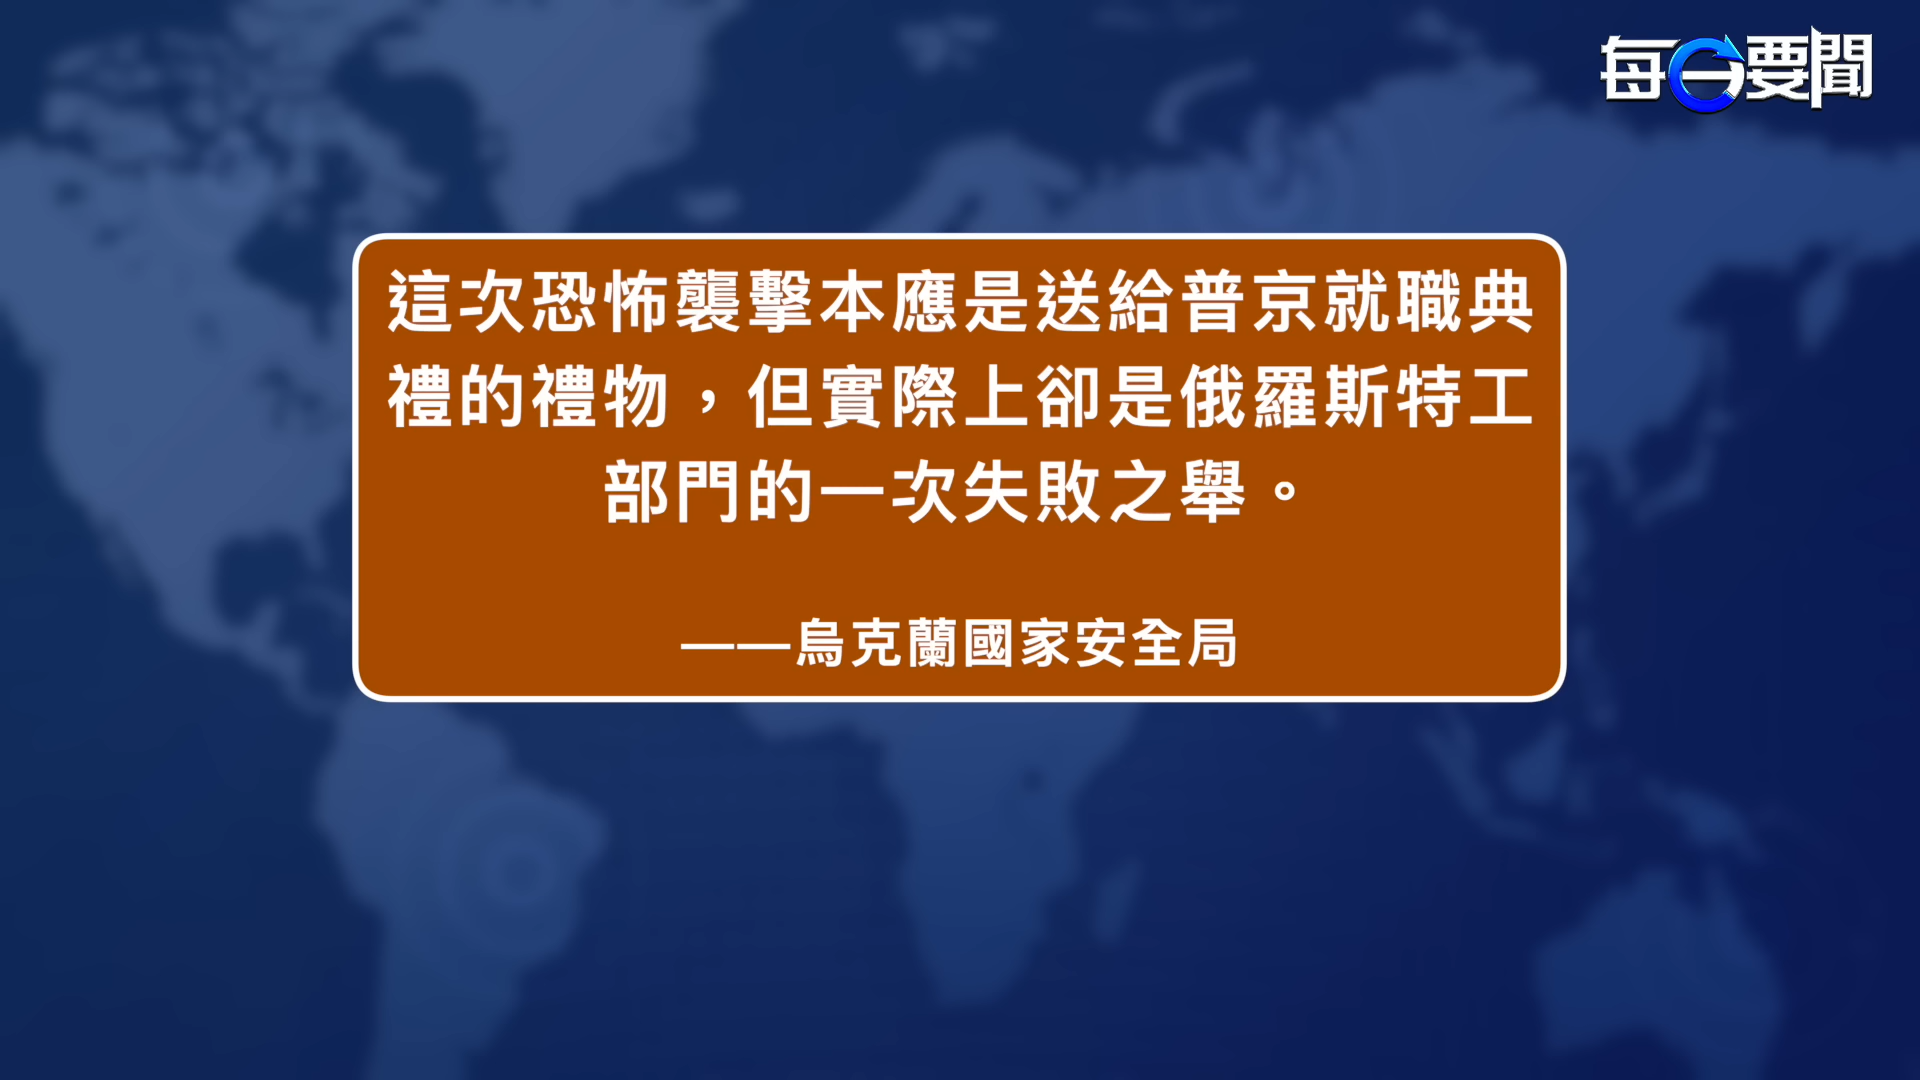 每日要聞
這次恐怖襲擊本應是送給普京就職典
禮的禮物，但實際上卻是俄羅斯特工
部門的一次失敗之舉。
——烏克蘭國家安全局